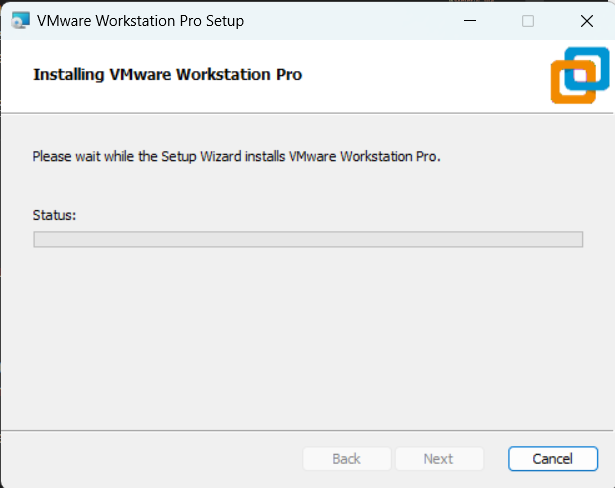 VMware Workstation Pro Setup
Installing VMware Workstation Pro
Please wait while the Setup Wizard installs VMware Workstation Pro.
Status:
Back Next Cancel